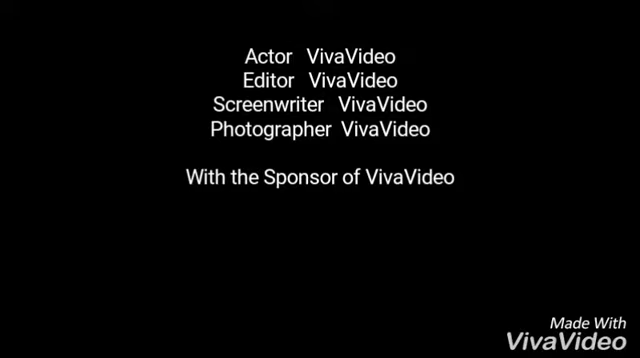 Actor VivaVideo
Editor VivaVideo
Screenwriter VivaVideo
Photographer VivaVideo
With the Sponsor of VivaVideo
Made With
VivaVideo